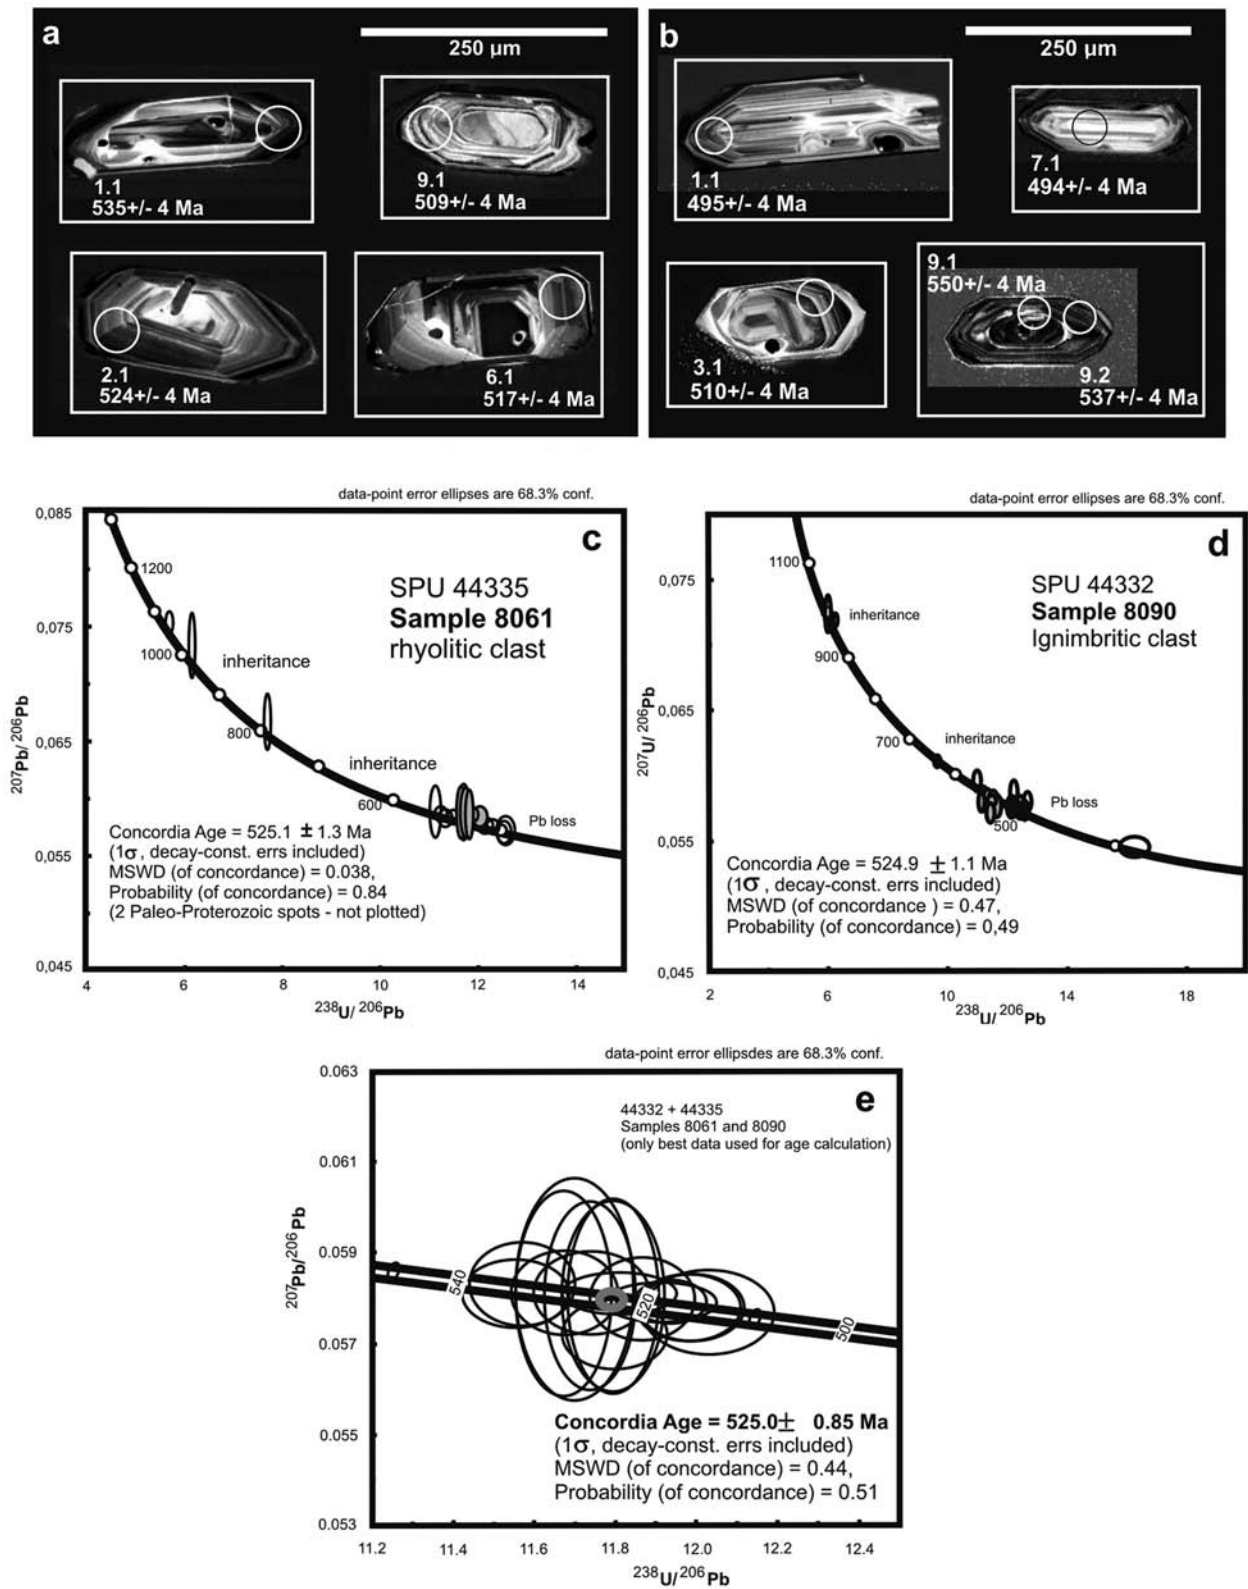 a
250 µm
1.1
535+/- 4 Ma
9.1
509+/- 4 Ma
2.1
524+/- 4 Ma
6.1
517+/- 4 Ma
b
250 µm
1.1
495+/- 4 Ma
7.1
494+/- 4 Ma
3.1
510+/- 4 Ma
9.1
550+/- 4 Ma
9.2
537+/- 4 Ma
data-point error ellipses are 68.3% conf.
c
SPU 44335
Sample 8061
rhyolitic clast
0,085
0,075
0,065
0,055
0,045
207Pb/206Pb
1200
1000
800
600
inheritance
inheritance
Pb loss
Concordia Age = 525.1 ± 1.3 Ma
(1σ, decay-const. errs included)
MSWD (of concordance) = 0.038,
Probability (of concordance) = 0.84
(2 Paleo-Proterozoic spots - not plotted)
4 6 8 10 12 14
238U/ 206Pb
data-point error ellipses are 68.3% conf.
d
SPU 44332
Sample 8090
Ignimbritic clast
0,075
0,065
0,055
0,045
207U/ 206Pb
1100
900
700
500
inheritance
inheritance
Pb loss
Concordia Age = 524.9 ± 1.1 Ma
(1σ, decay-const. errs included)
MSWD (of concordance ) = 0.47,
Probability (of concordance) = 0,49
2 6 10 14 18
238U/ 206Pb
data-point error ellipsdes are 68.3% conf.
e
44332 + 44335
Samples 8061 and 8090
(only best data used for age calculation)
0.063
0.061
0.059
0.057
0.055
0.053
207Pb/206Pb
540
520
500
Concordia Age = 525.0± 0.85 Ma
(1σ, decay-const. errs included)
MSWD (of concordance) = 0.44,
Probability (of concordance) = 0.51
11.2 11.4 11.6 11.8 12.0 12.2 12.4
238U/ 206Pb